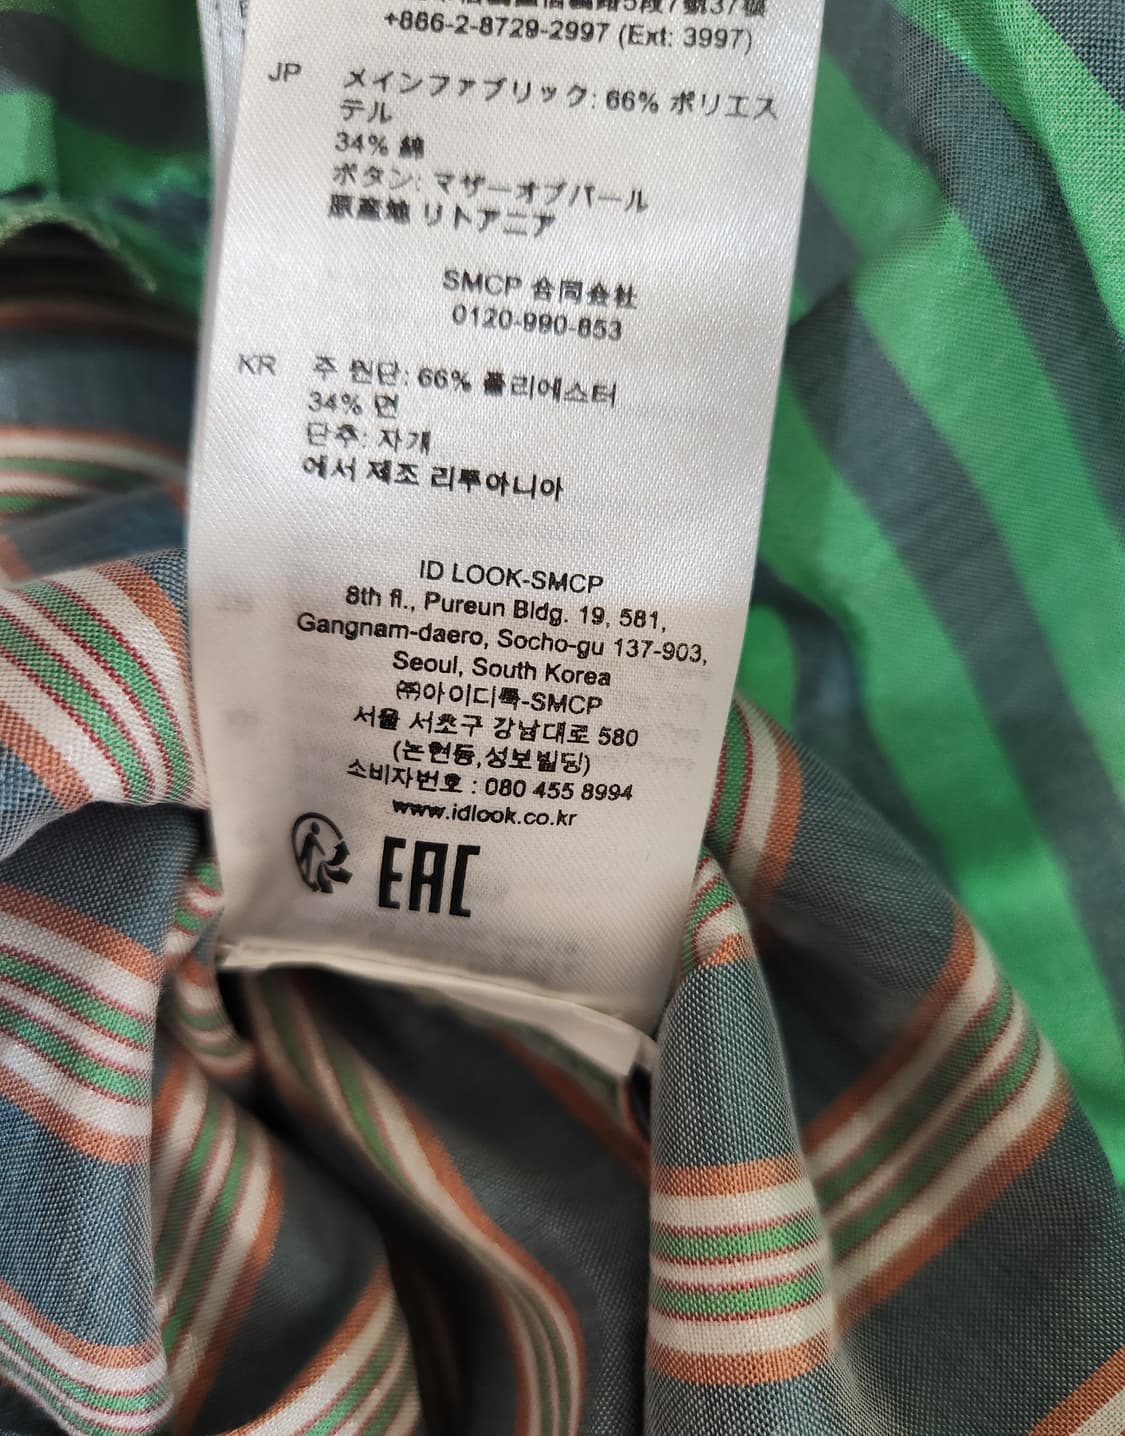 +886-2-8729-2997 (Ext: 3997)
JP メインファブリック: 66% ポリエス
テル
34% 綿
ボタン: マザーオブパール
原産地 リトアニア
SMCP 合同会社
0120-990-853
KR 주 원단: 66% 폴리에스터
34% 면
단추: 자개
에서 제조 리투아니아
ID LOOK-SMCP
8th fl., Pureun Bldg. 19, 581,
Gangnam-daero, Socho-gu 137-903,
Seoul, South Korea
㈜아이디룩-SMCP
서울 서초구 강남대로 580
(논현동,성보빌딩)
소비자번호 : 080 455 8994
www.idlook.co.kr
EAC